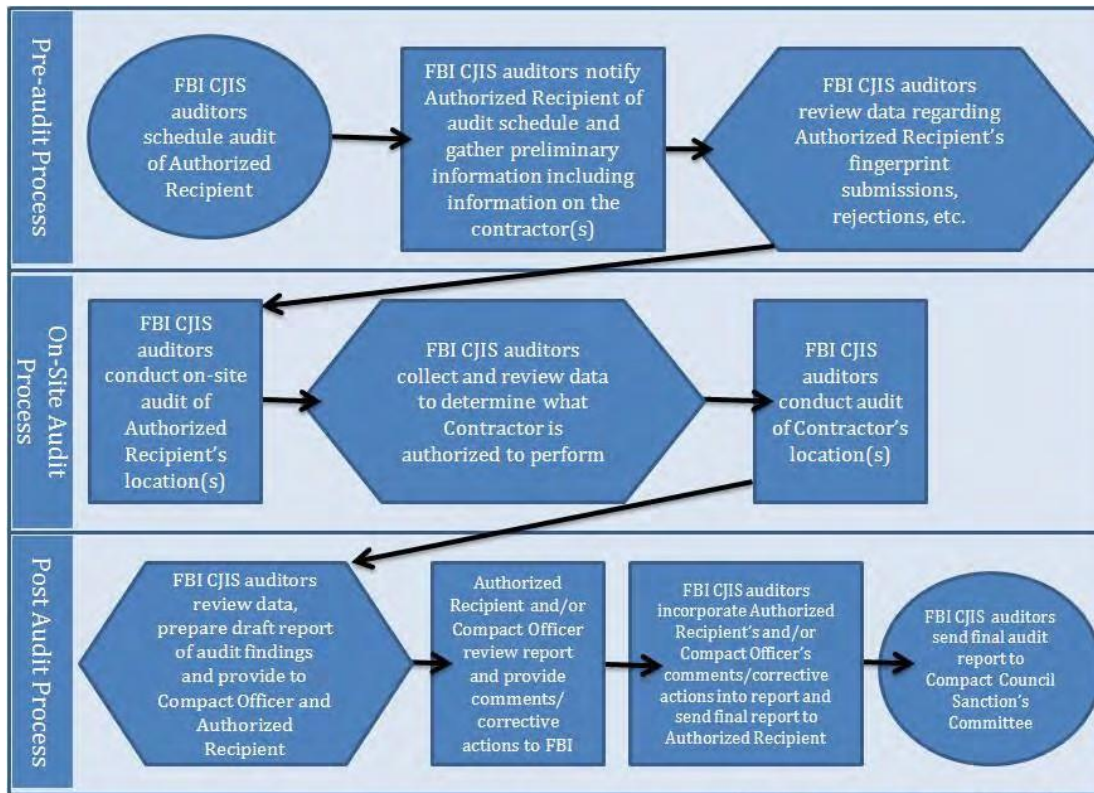 Pre-audit Process
FBI CJIS
auditors
schedule audit
of Authorized
Recipient
FBI CJIS auditors notify
Authorized Recipient of
audit schedule and
gather preliminary
information including
information on the
contractor(s)
FBI CJIS auditors
review data regarding
Authorized Recipient's
fingerprint
submissions,
rejections, etc.
On-Site Audit
Process
FBI CJIS
auditors
conduct on-site
audit of
Authorized
Recipient's
location(s)
FBI CJIS auditors
collect and review data
to determine what
Contractor is
authorized to perform
FBI CJIS
auditors
conduct audit
of Contractor's
location(s)
Post Audit Process
FBI CJIS auditors
review data,
prepare draft report
of audit findings
and provide to
Compact Officer and
Authorized
Recipient
Authorized
Recipient and/or
Compact Officer
review report
and provide
comments/
corrective
actions to FBI
FBI CJIS auditors
incorporate Authorized
Recipient's and/or
Compact Officer's
comments/corrective
actions into report and
send final report to
Authorized Recipient
FBI CJIS auditors
send final audit
report to
Compact Council
Sanction's
Committee